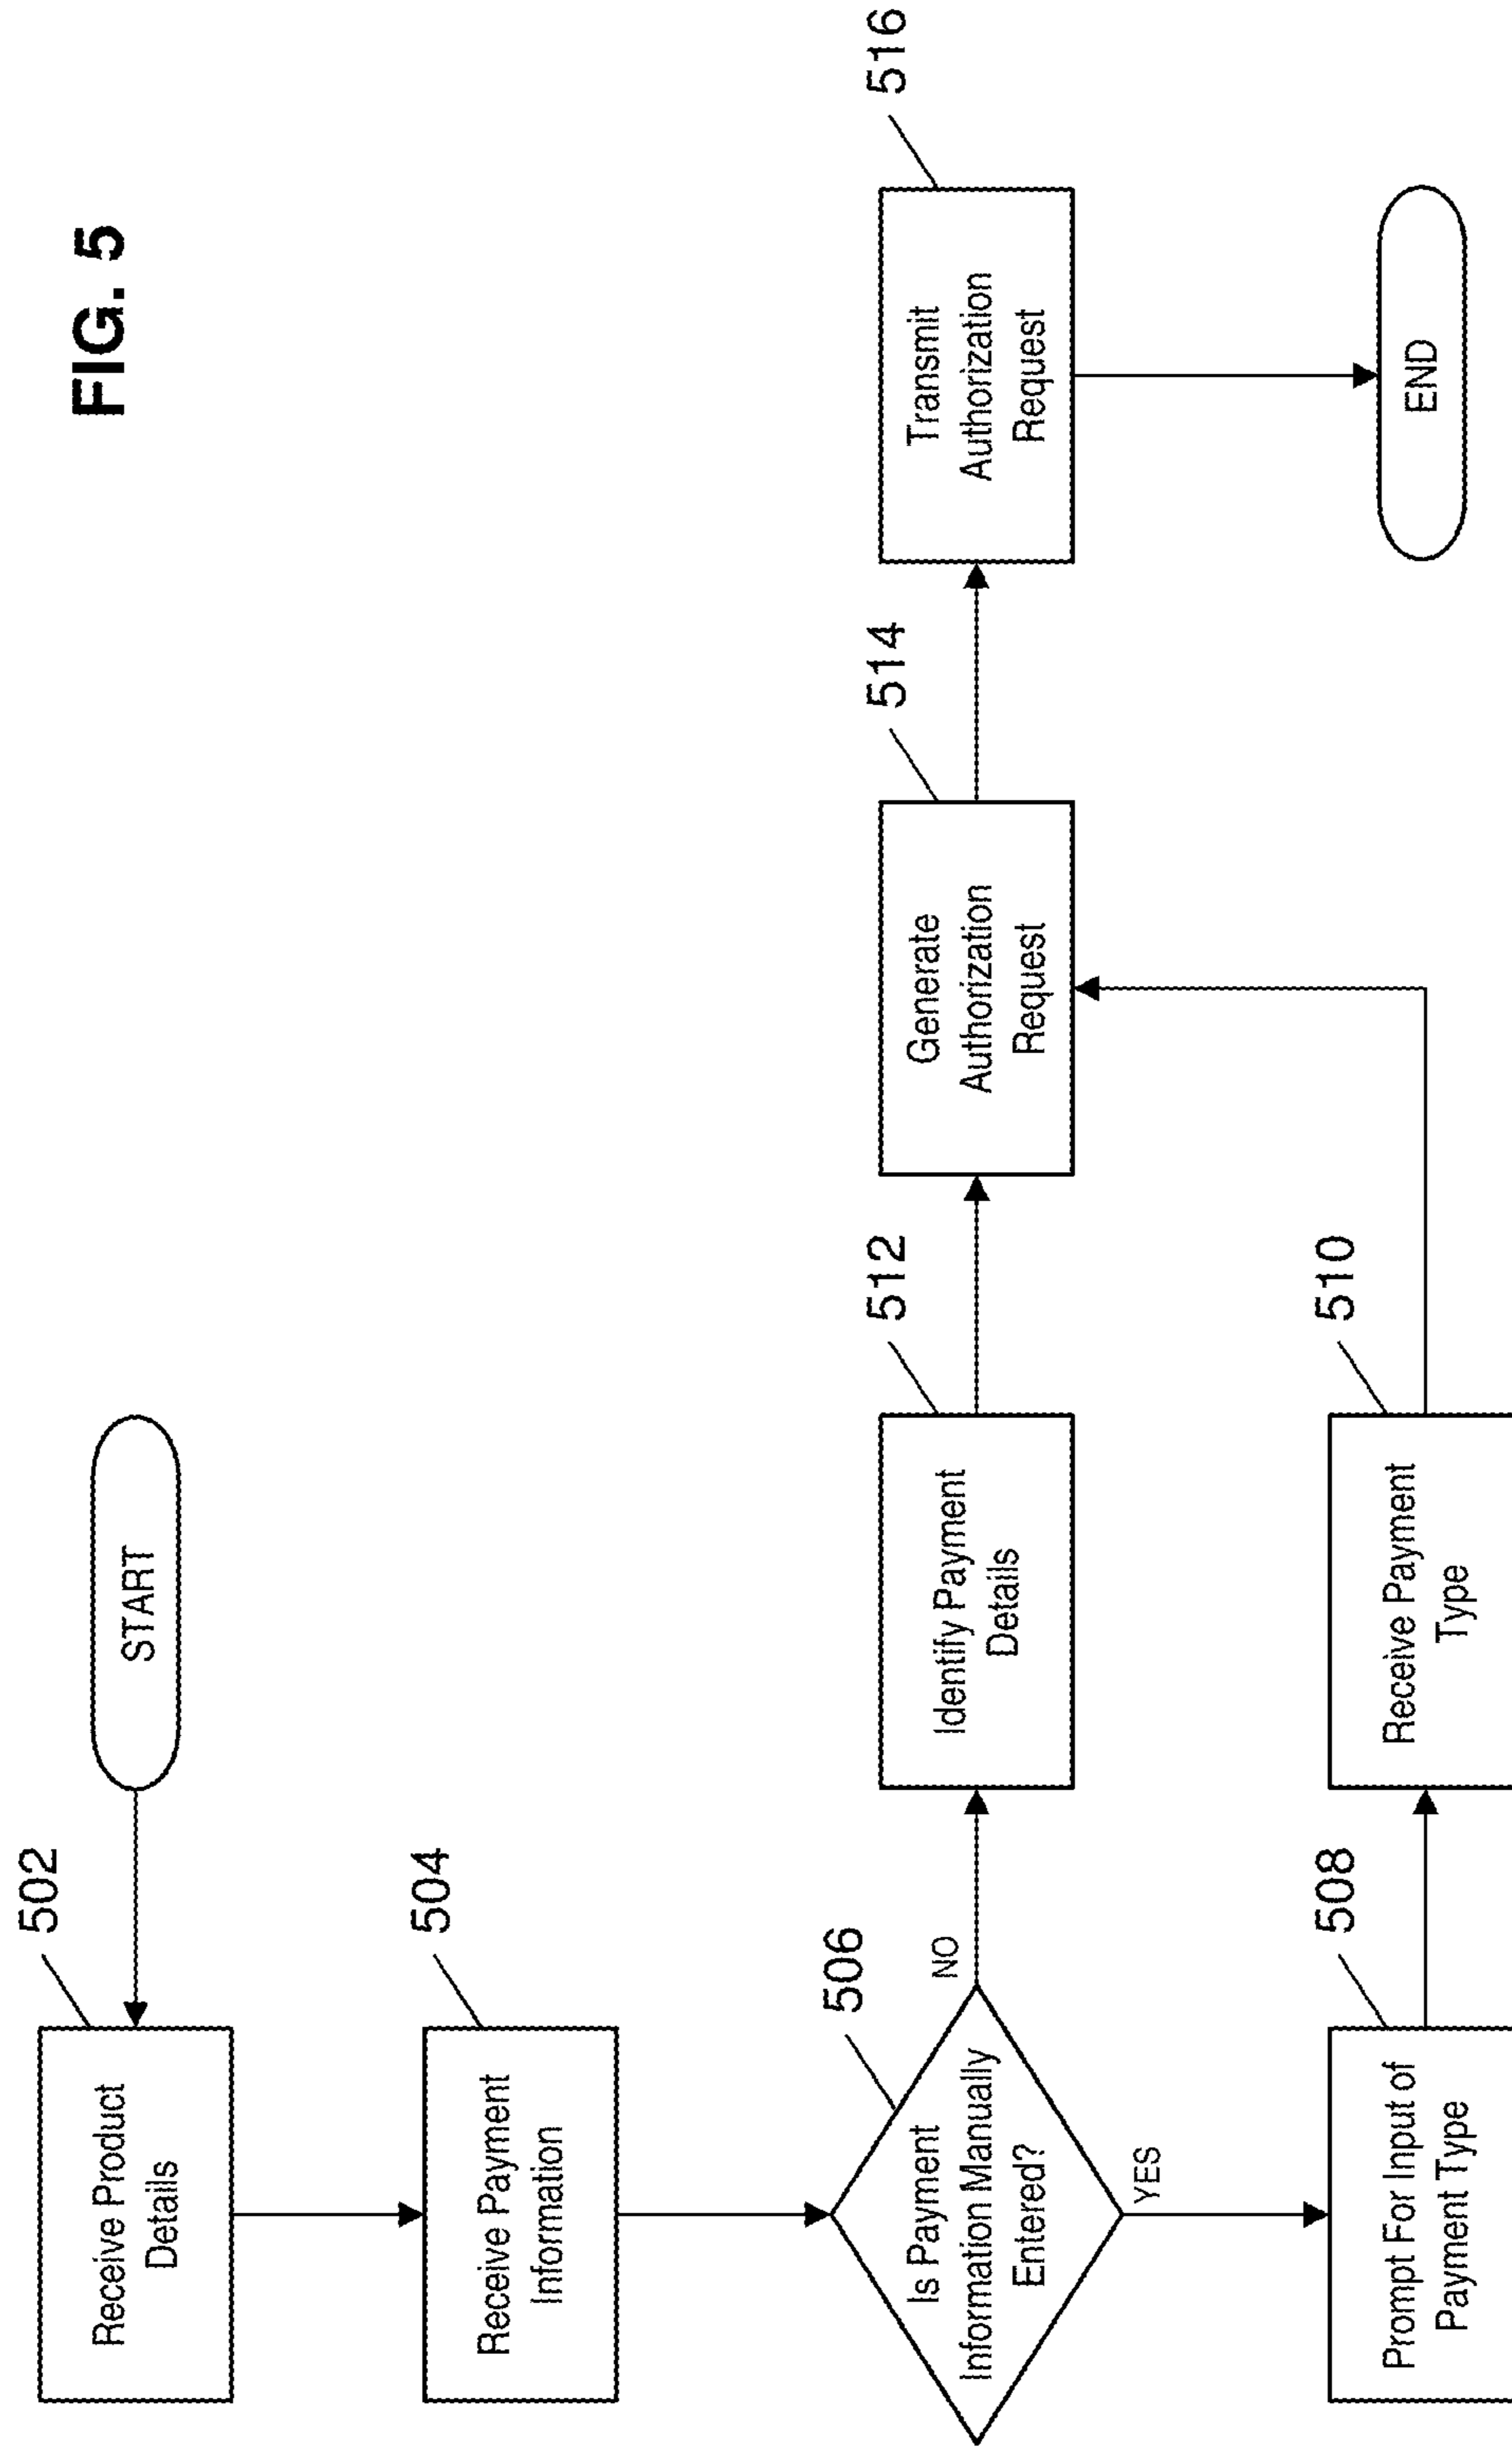 FIG. 5
START
502
Receive Product
Details
504
Receive Payment
Information
506
Is Payment
Information Manually
Entered?
NO
YES
508
Prompt For Input of
Payment Type
510
Receive Payment
Type
512
Identify Payment
Details
514
Generate
Authorization
Request
516
Transmit
Authorization
Request
END